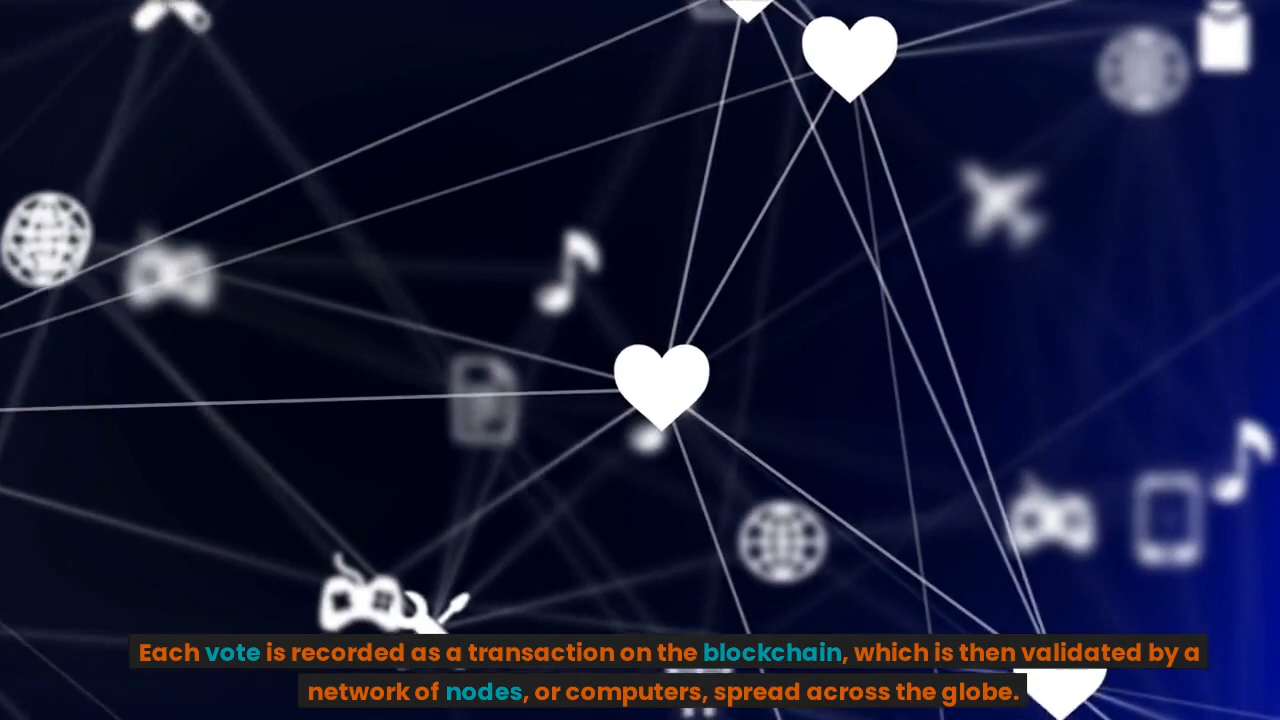 Each vote is recorded as a transaction on the blockchain, which is then validated by a
network of nodes, or computers, spread across the globe.